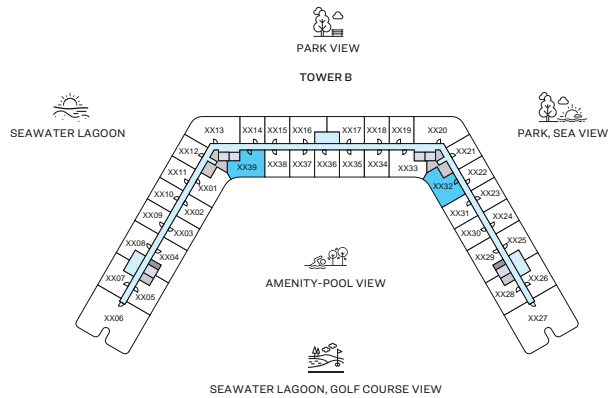 PARK VIEW
TOWER B
SEAWATER LAGOON
PARK, SEA VIEW
XX13
XX14
XX15
XX16
XX17
XX18
XX19
XX20
XX12
XX21
XX11
XX01
XX39
XX38
XX37
XX36
XX35
XX34
XX33
XX32
XX22
XX10
XX02
XX31
XX23
XX09
XX03
XX30
XX24
XX08
XX04
XX29
XX25
XX07
XX05
XX28
XX26
XX06
XX27
AMENITY-POOL VIEW
SEAWATER LAGOON, GOLF COURSE VIEW